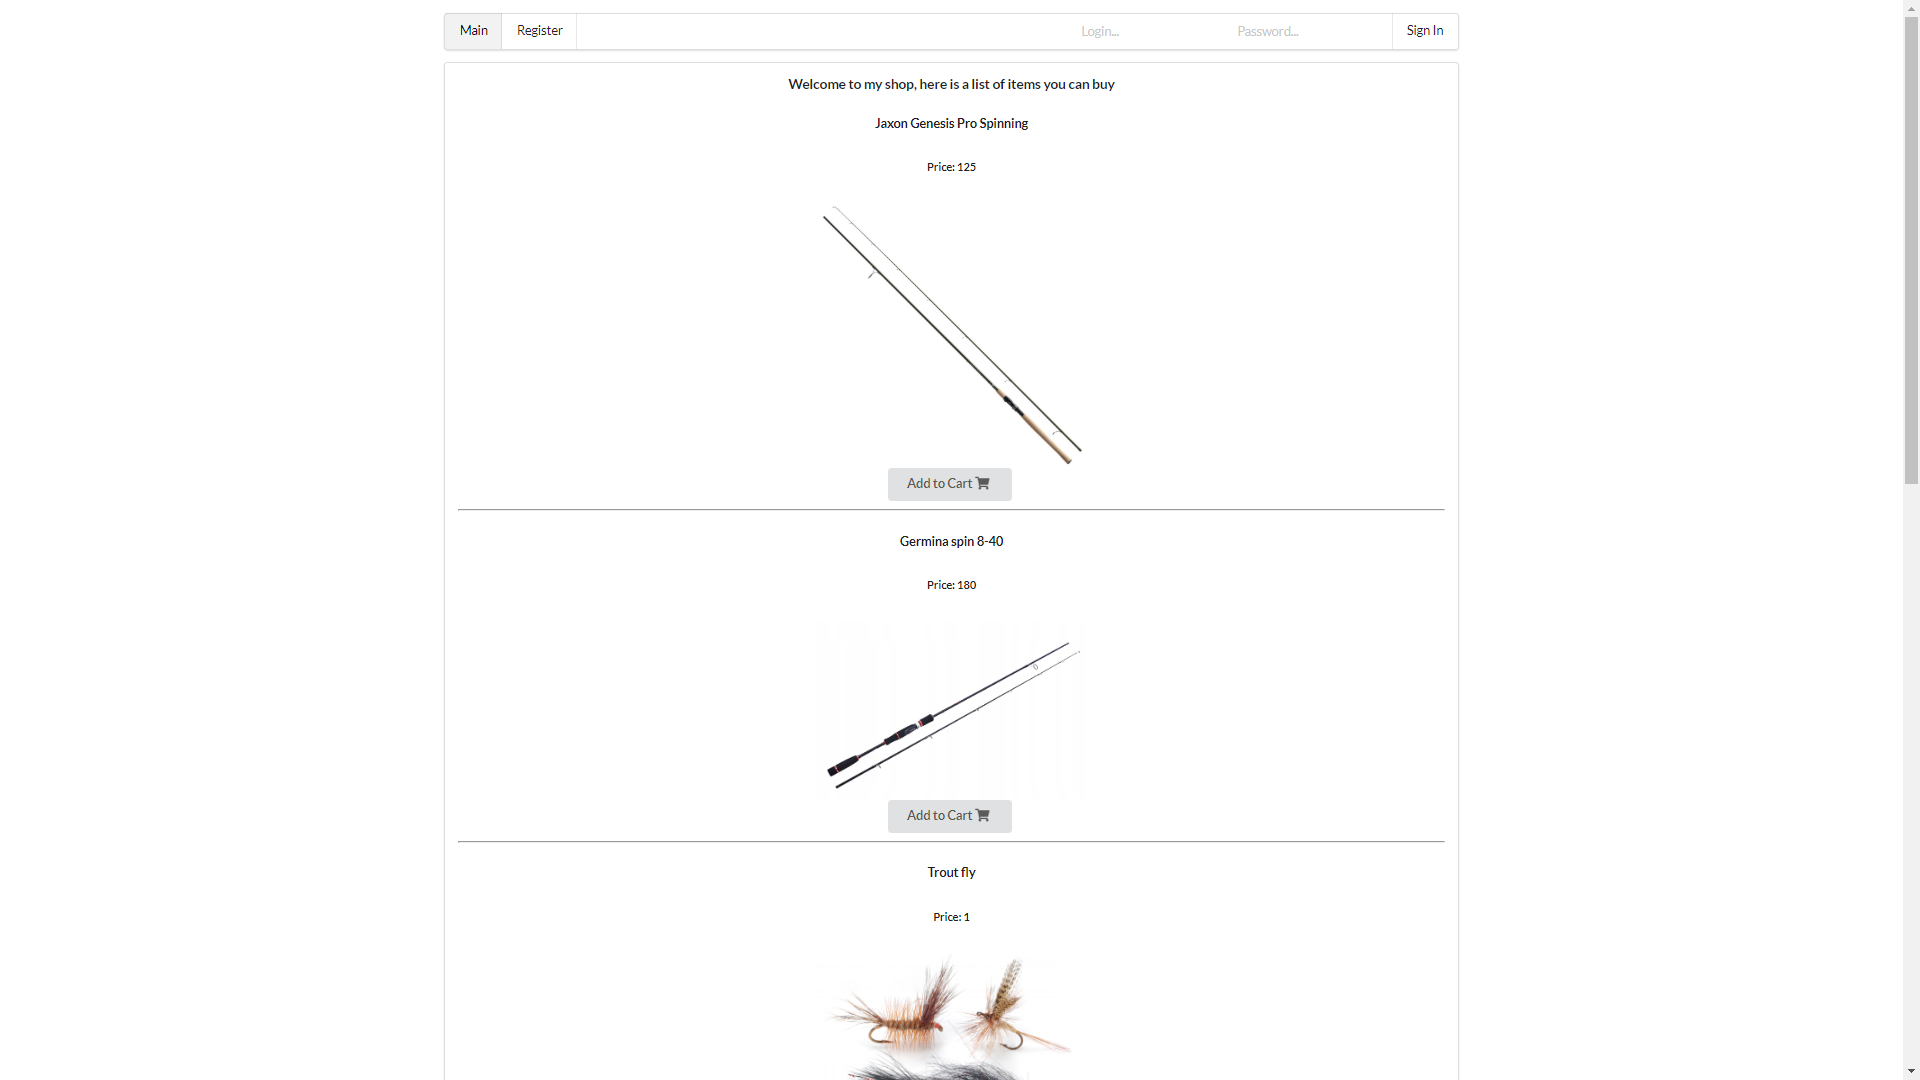 Main Register Login... Password... Sign In
Welcome to my shop, here is a list of items you can buy
Jaxon Genesis Pro Spinning
Price: 125
Add to Cart
Germina spin 8-40
Price: 180
Add to Cart
Trout fly
Price: 1